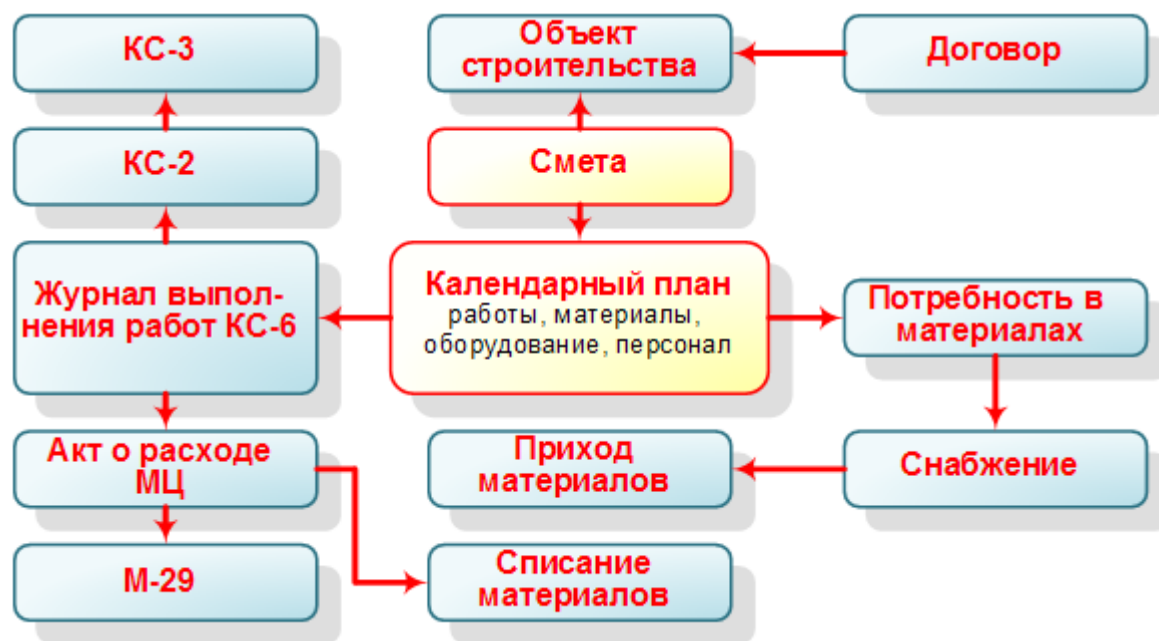 КС-3
Объект
строительства
Договор
КС-2
Смета
Журнал выпол-
нения работ КС-6
Календарный план
работы, материалы,
оборудование, персонал
Потребность в
материалах
Акт о расходе
МЦ
Приход
материалов
Снабжение
М-29
Списание
материалов